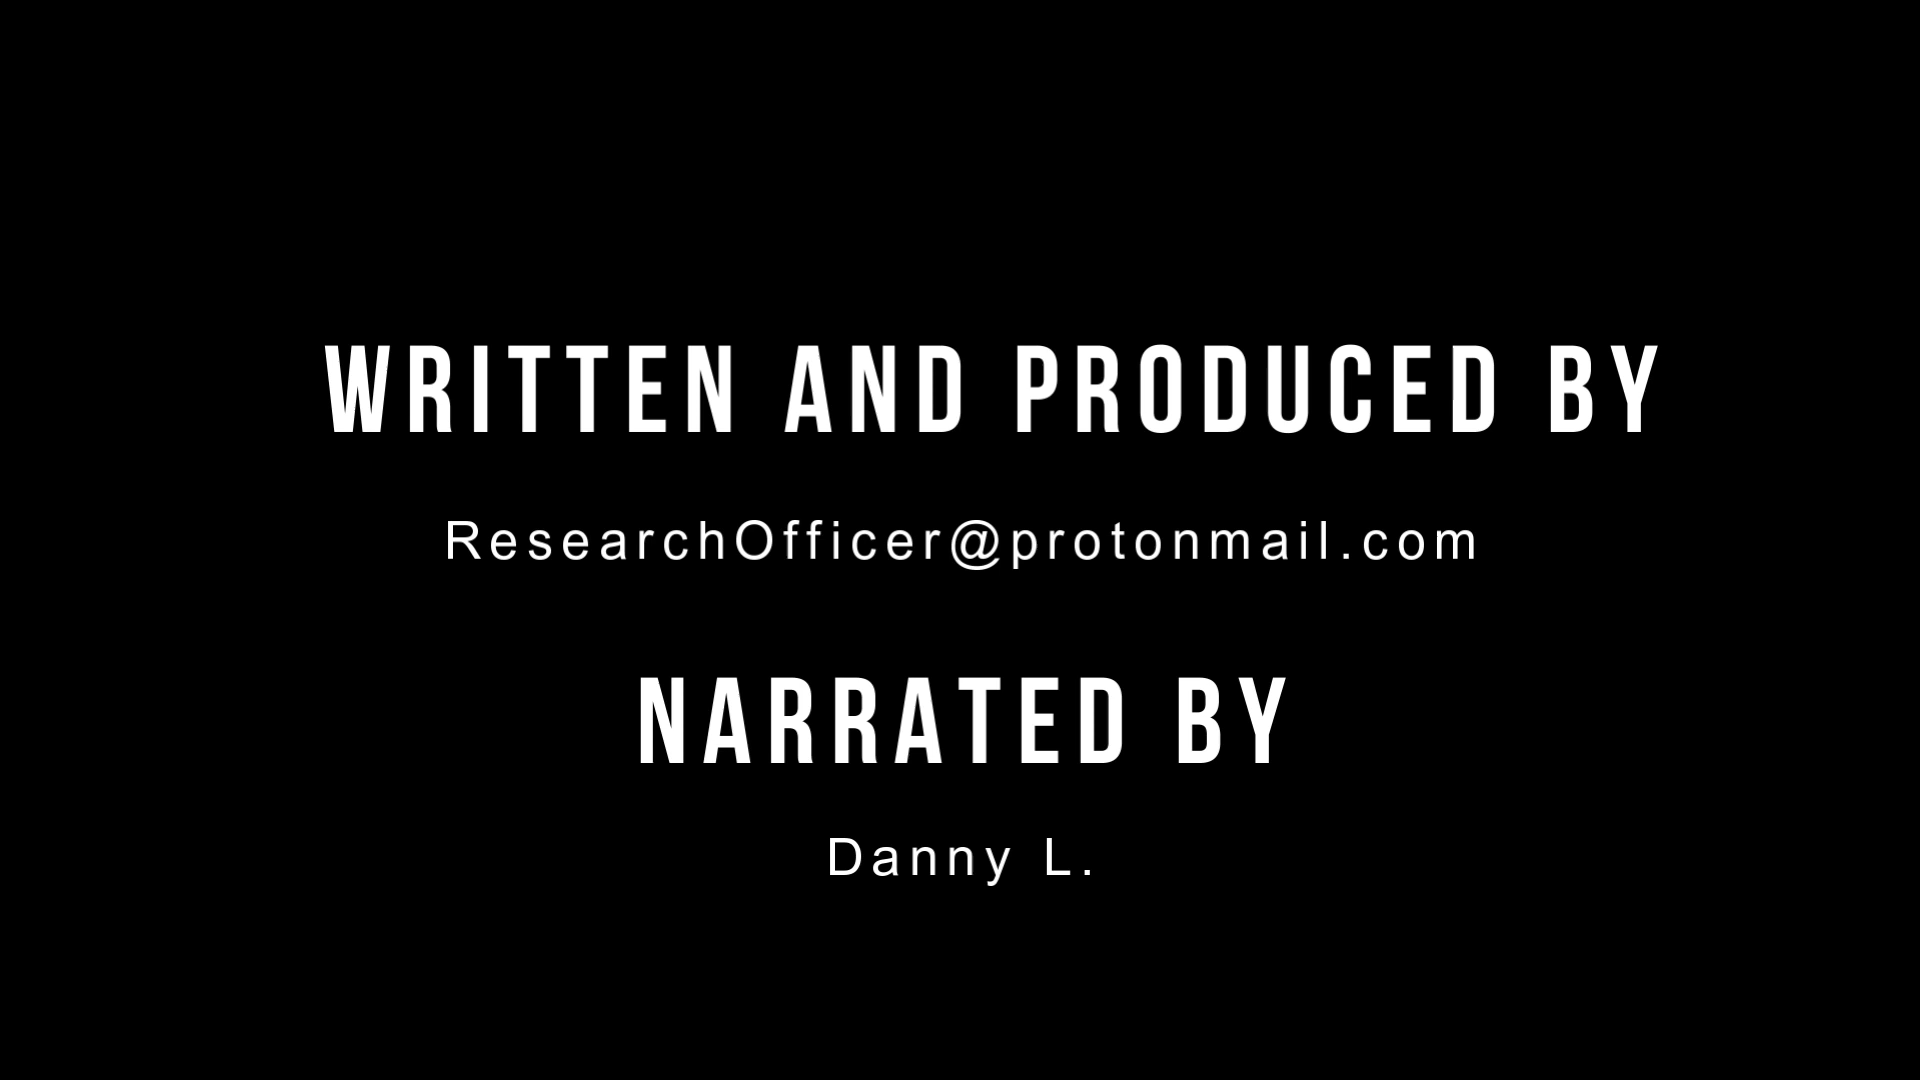 WRITTEN AND PRODUCED BY
ResearchOfficer@protonmail.com
NARRATED BY
Danny L.